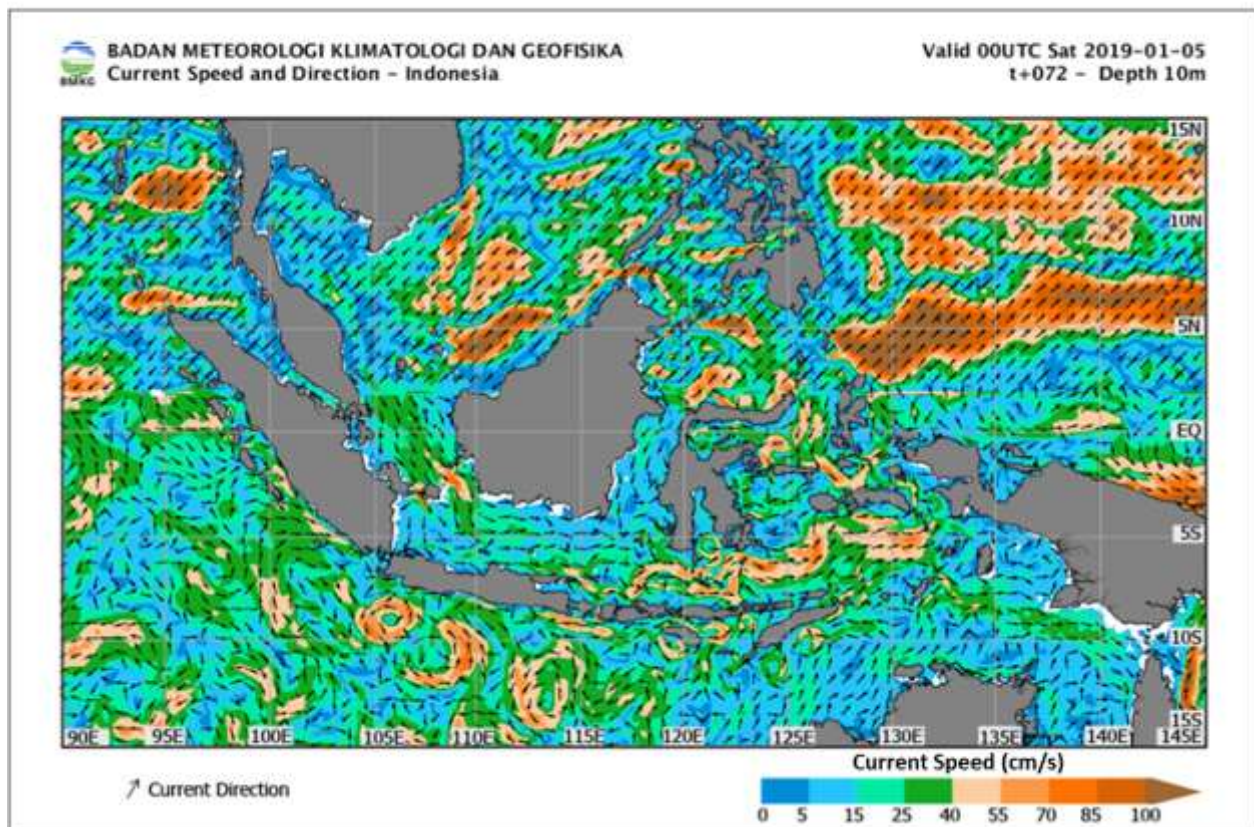 BADAN METEOROLOGI KLIMATOLOGI DAN GEOFISIKA
Current Speed and Direction - Indonesia
BMKG
Valid 00UTC Sat 2019-01-05
t+072 - Depth 10m
15N
10N
5N
EQ
5S
10S
15S
90E 95E 100E 105E 110E 115E 120E 125E 130E 135E 140E 145E
Current Direction
Current Speed (cm/s)
0 5 15 25 40 55 70 85 100